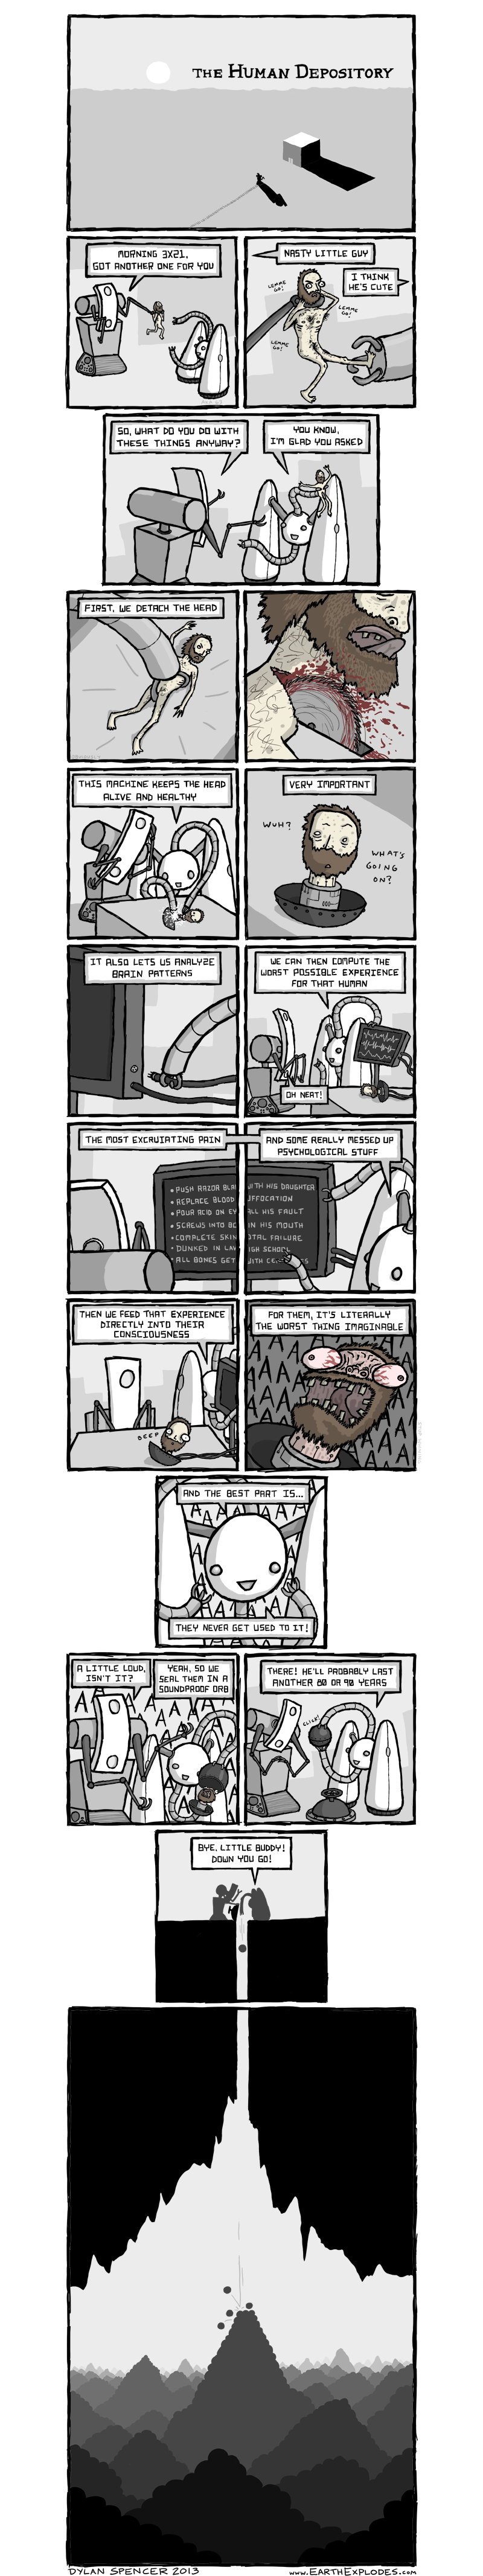 THE HUMAN DEPOSITORY
MORNING 3X21.
GOT ANOTHER ONE FOR YOU
NASTY LITTLE GUY
I THINK
HE'S CUTE
LEMME
GO!
LEMME
GO!
LEMME
GO!
SO, WHAT DO YOU DO WITH
THESE THINGS ANYWAY?
YOU KNOW,
I'M GLAD YOU ASKED
FIRST, WE DETACH THE HEAD
THIS MACHINE KEEPS THE HEAD
ALIVE AND HEALTHY
VERY IMPORTANT
WUH?
WHAT'S
GOING
ON?
IT ALSO LETS US ANALYZE
BRAIN PATTERNS
WE CAN THEN COMPUTE THE
WORST POSSIBLE EXPERIENCE
FOR THAT HUMAN
OH NEAT!
THE MOST EXCRUIATING PAIN
AND SOME REALLY MESSED UP
PSYCHOLOGICAL STUFF
• PUSH RAZOR BLA WITH HIS DAUGHTER
• REPLACE BLOOD UFFOCATION
• POUR ACID ON EY ALL HIS FAULT
• SCREWS INTO BO IN HIS MOUTH
• COMPLETE SKIN OTAL FAILURE
• DUNKED IN LAV IGH SCHOOL
• ALL BONES GET WITH
THEN WE FEED THAT EXPERIENCE
DIRECTLY INTO THEIR
CONSCIOUSNESS
BEEP
FOR THEM, IT'S LITERALLY
THE WORST THING IMAGINABLE
AAAAAAAA
AND THE BEST PART IS...
THEY NEVER GET USED TO IT!
A LITTLE LOUD,
ISN'T IT?
YEAH, SO WE
SEAL THEM IN A
SOUNDPROOF ORB
THERE! HE'LL PROBABLY LAST
ANOTHER 80 OR 90 YEARS
CLICK!
BYE, LITTLE BUDDY!
DOWN YOU GO!
DYLAN SPENCER 2013
www.EARTHEXPLODES.com